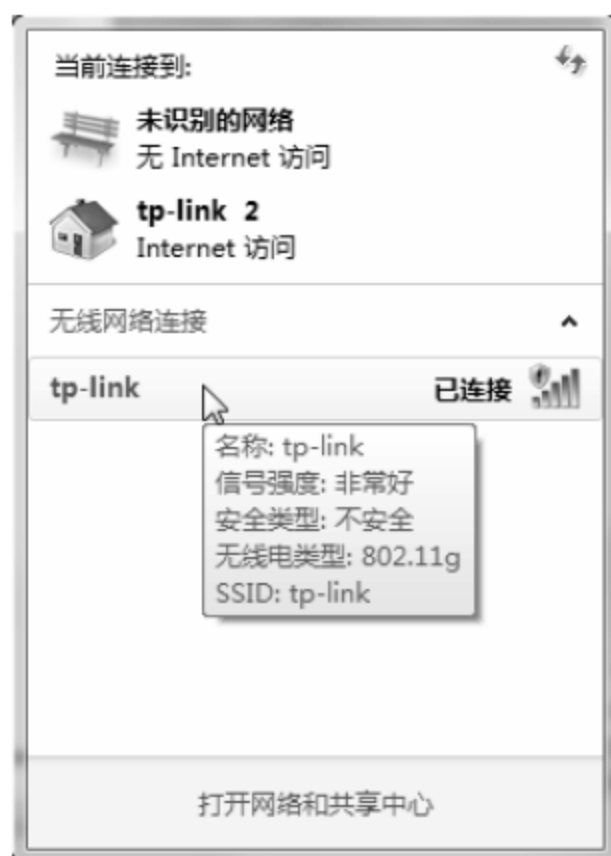 当前连接到:
未识别的网络
无 Internet 访问
tp-link 2
Internet 访问
无线网络连接
tp-link 已连接
名称: tp-link
信号强度: 非常好
安全类型: 不安全
无线电类型: 802.11g
SSID: tp-link
打开网络和共享中心